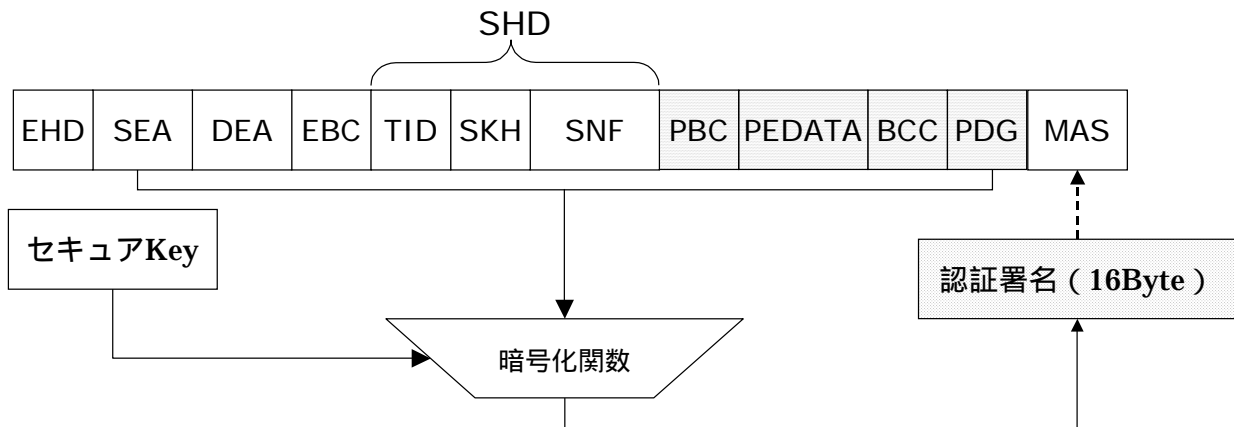 SHD
EHD SEA DEA EBC TID SKH SNF PBC PEDATA BCC PDG MAS
セキュアKey
認証署名（16Byte）
暗号化関数